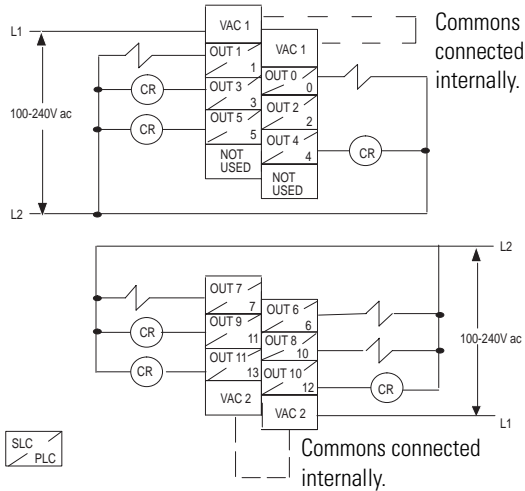 L1
VAC 1
Commons
connected
internally.
OUT 1
1
VAC 1
OUT 0
0
CR
OUT 3
3
OUT 2
2
100-240V ac
CR
OUT 5
5
OUT 4
4
CR
NOT
USED
NOT
USED
L2
L2
OUT 7
7
OUT 6
6
CR
OUT 9
11
OUT 8
10
100-240V ac
CR
OUT 11
13
OUT 10
12
CR
VAC 2
VAC 2
L1
SLC
PLC
Commons connected
internally.